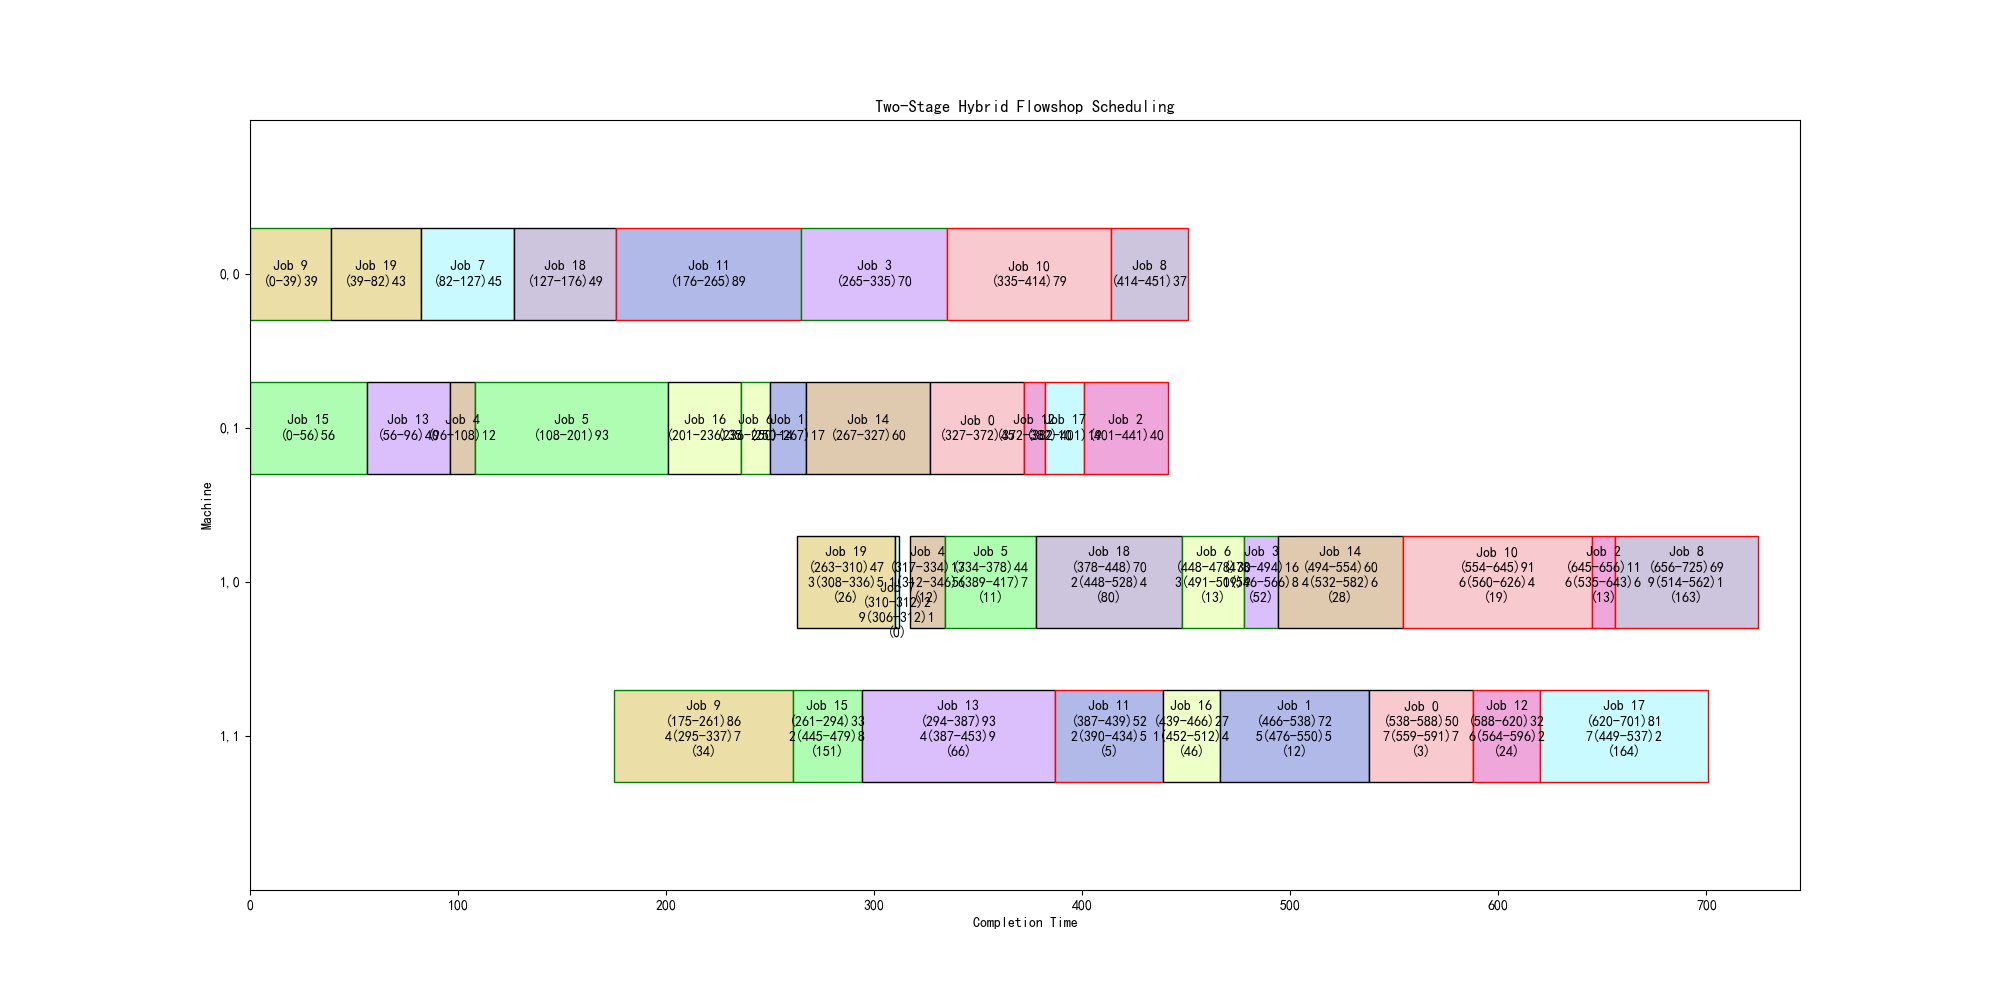 Two-Stage Hybrid Flowshop Scheduling
0,0
Job 9
(0-39)39
Job 19
(39-82)43
Job 7
(82-127)45
Job 18
(127-176)49
Job 11
(176-265)89
Job 3
(265-335)70
Job 10
(335-414)79
Job 8
(414-451)37
0,1
Job 15
(0-56)56
Job 13
(56-96)40
Job 4
(96-108)12
Job 5
(108-201)93
Job 16
(201-236)35
Job 6
(236-250)14
Job 1
(250-267)17
Job 14
(267-327)60
Job 0
(327-372)45
Job 12
(372-382)10
Job 17
(382-401)19
Job 2
(401-441)40
Machine
1,0
Job 19
(263-310)47
3(308-336)5
(26)
Job
(310-312)2
9(306-312)1
(0)
Job 4
(317-334)17
(12)
Job 5
(334-378)44
(389-417)7
(11)
Job 18
(378-448)70
2(448-528)4
(80)
Job 6
(448-478)30
(13)
Job 3
(478-494)16
(52)
Job 14
(494-554)60
4(532-582)6
(28)
Job 10
(554-645)91
6(560-626)4
(19)
Job 2
(645-656)11
6(535-643)6
(13)
Job 8
(656-725)69
9(514-562)1
(163)
1,1
Job 9
(175-261)86
4(295-337)7
(34)
Job 15
(261-294)33
2(445-479)8
(151)
Job 13
(294-387)93
4(387-453)9
(66)
Job 11
(387-439)52
2(390-434)5
(5)
Job 16
(439-466)27
1(452-512)4
(46)
Job 1
(466-538)72
5(476-550)5
(12)
Job 0
(538-588)50
7(559-591)7
(3)
Job 12
(588-620)32
6(564-596)2
(24)
Job 17
(620-701)81
7(449-537)2
(164)
0
100
200
300
400
500
600
700
Completion Time